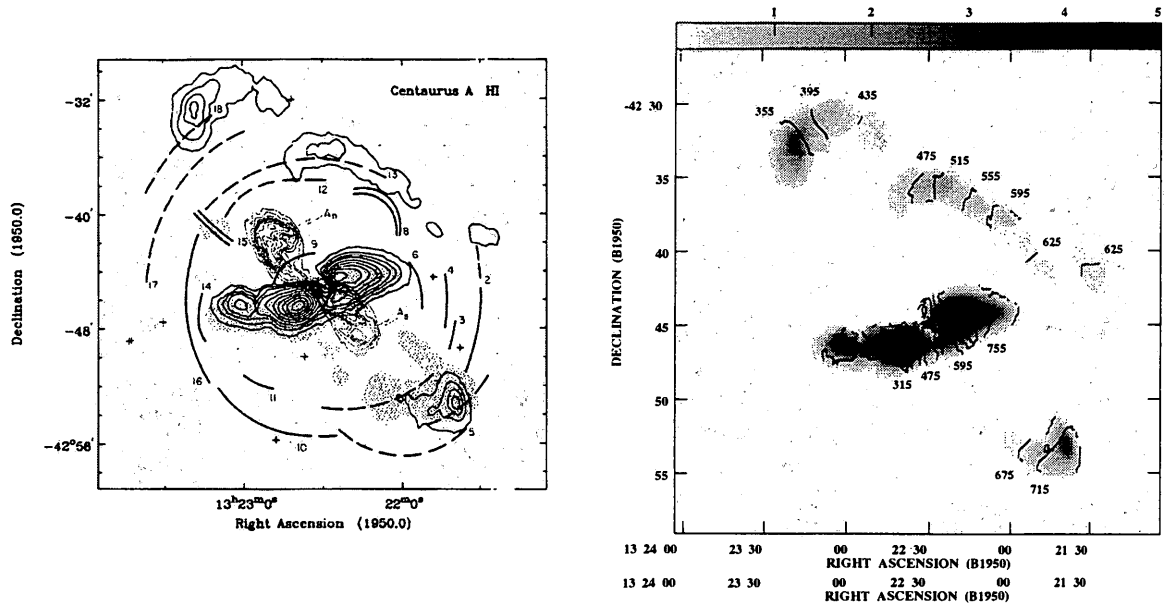 Centaurus A HI
-32'
18
13
12
An
8
-40'
15
9
6
2
4
17
14
As
3
-48'
16
11
5
10
-42°56'
13h23m0s 22m0s
Right Ascension (1950.0)
Declination (1950.0)
1 2 3 4 5
-42 30
355 395 435
475 515
555
595
35
625 625
40
DECLINATION (B1950)
45
755
595
475
315
50
675
715
55
13 24 00 23 30 00 22 30 00 21 30
RIGHT ASCENSION (B1950)
13 24 00 23 30 00 22 30 00 21 30
RIGHT ASCENSION (B1950)